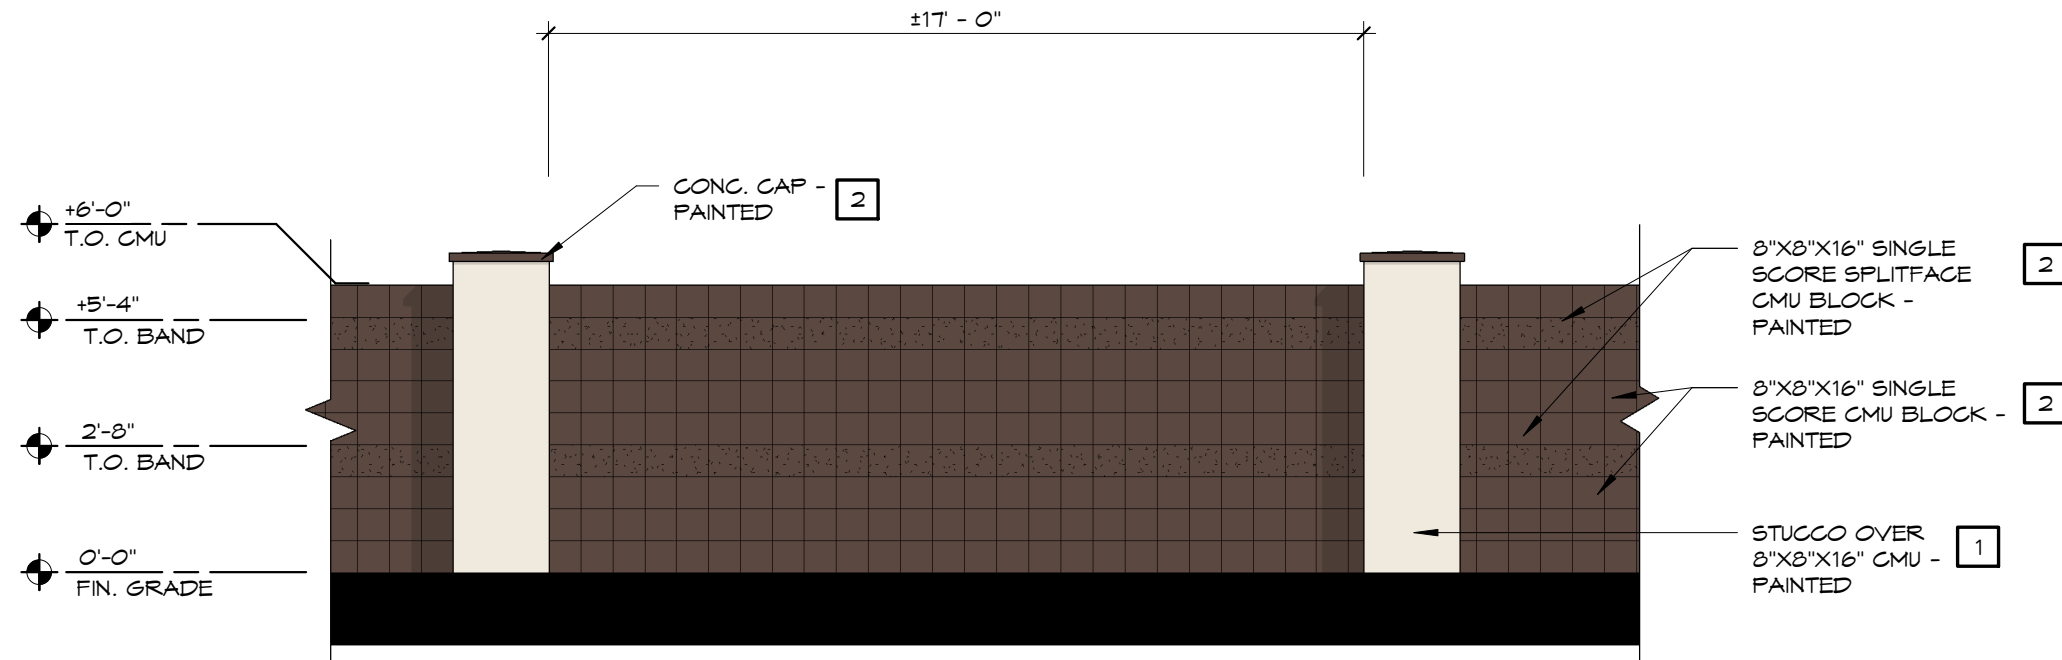 ±17' - 0"
CONC. CAP -
PAINTED
2
+6'-0"
T.O. CMU
+5'-4"
T.O. BAND
2'-8"
T.O. BAND
0'-0"
FIN. GRADE
8"X8"X16" SINGLE
SCORE SPLITFACE
CMU BLOCK -
PAINTED
2
8"X8"X16" SINGLE
SCORE CMU BLOCK -
PAINTED
2
STUCCO OVER
8"X8"X16" CMU -
PAINTED
1